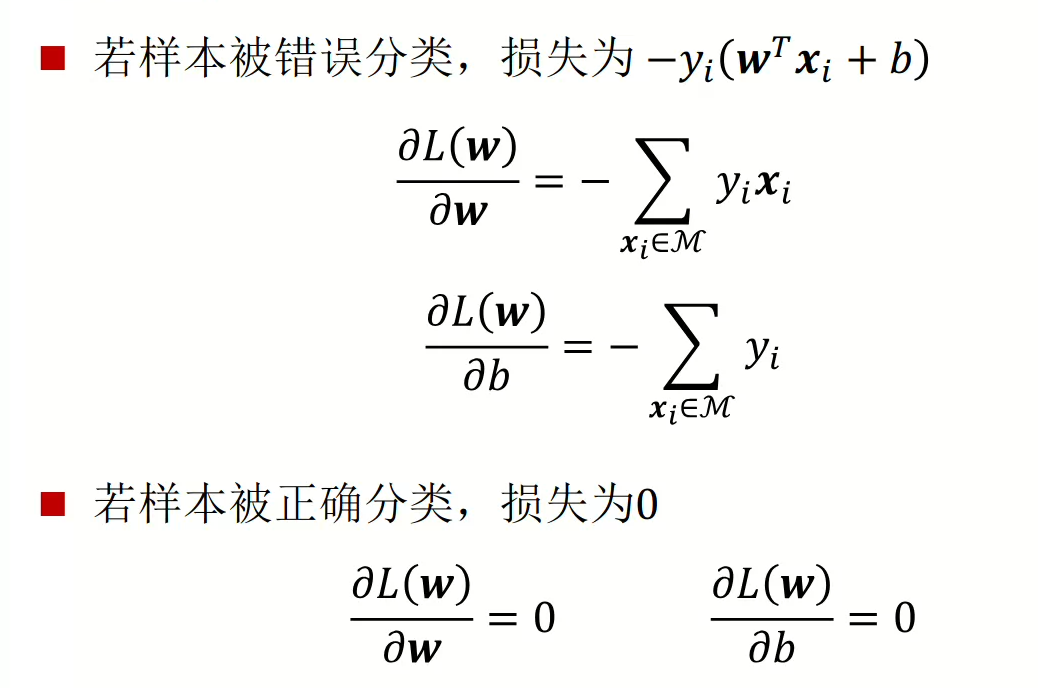 ■ 若样本被错误分类，损失为 $-y_i(\boldsymbol{w}^T\boldsymbol{x}_i + b)$
$\frac{\partial L(\boldsymbol{w})}{\partial \boldsymbol{w}} = -\sum_{\boldsymbol{x}_i \in \mathcal{M}} y_i \boldsymbol{x}_i$
$\frac{\partial L(\boldsymbol{w})}{\partial b} = -\sum_{\boldsymbol{x}_i \in \mathcal{M}} y_i$
■ 若样本被正确分类，损失为0
$\frac{\partial L(\boldsymbol{w})}{\partial \boldsymbol{w}} = 0$ $\frac{\partial L(\boldsymbol{w})}{\partial b} = 0$